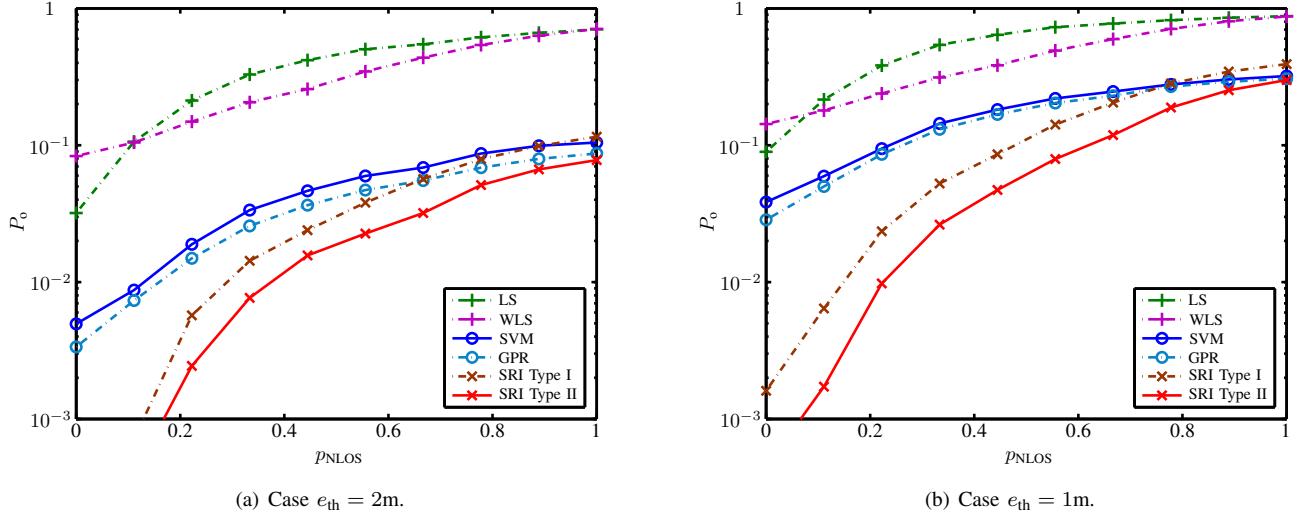 1
10⁻¹
10⁻²
10⁻³
Pₒ
0
0.2
0.4
0.6
0.8
1
p_NLOS
LS
WLS
SVM
GPR
SRI Type I
SRI Type II
(a) Case e_th = 2m.
1
10⁻¹
10⁻²
10⁻³
Pₒ
0
0.2
0.4
0.6
0.8
1
p_NLOS
LS
WLS
SVM
GPR
SRI Type I
SRI Type II
(b) Case e_th = 1m.